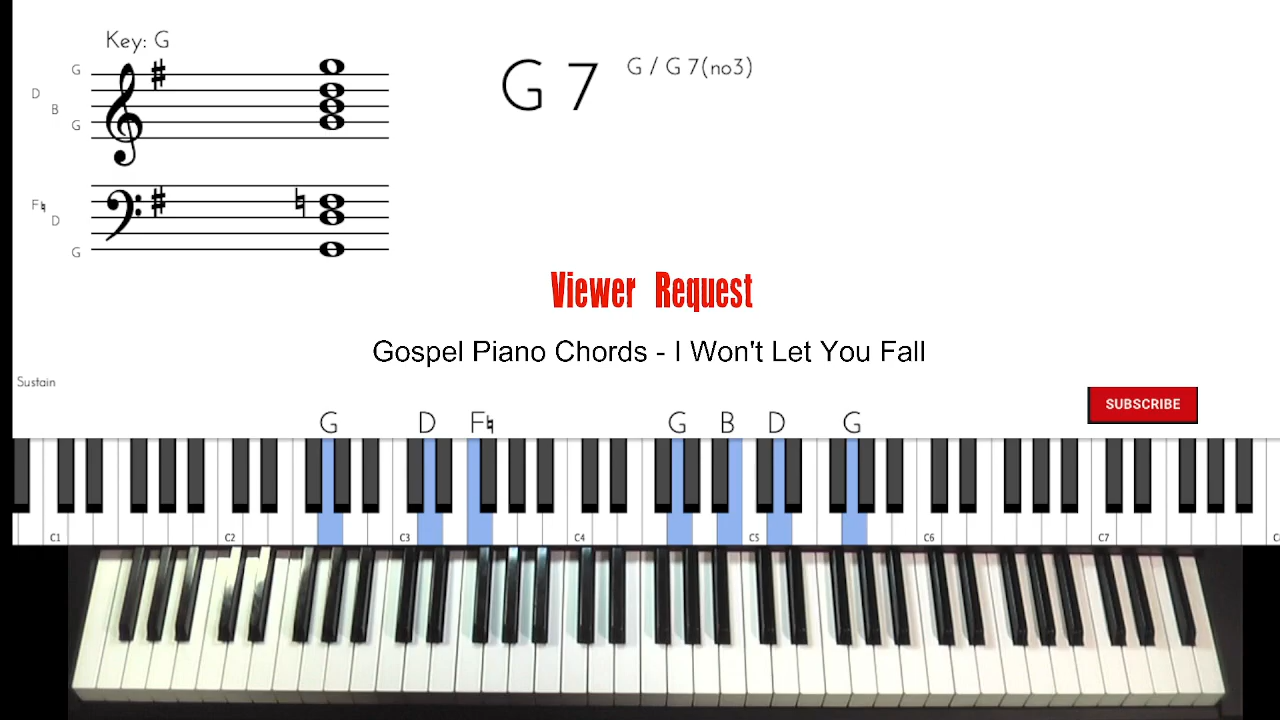 Key: G
G
D
B
G
F♮
D
G
G 7
G / G 7(no3)
Viewer Request
Gospel Piano Chords - I Won't Let You Fall
Sustain
SUBSCRIBE
G D F♮ G B D G
C1 C2 C3 C4 C5 C6 C7